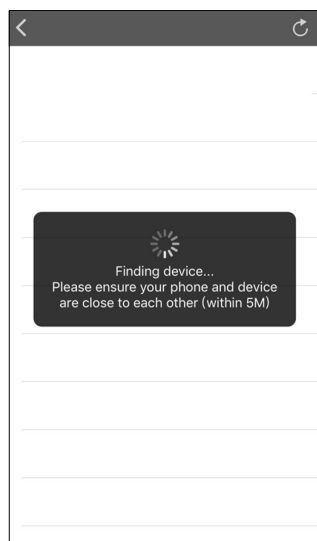 Finding device...
Please ensure your phone and device
are close to each other (within 5M)